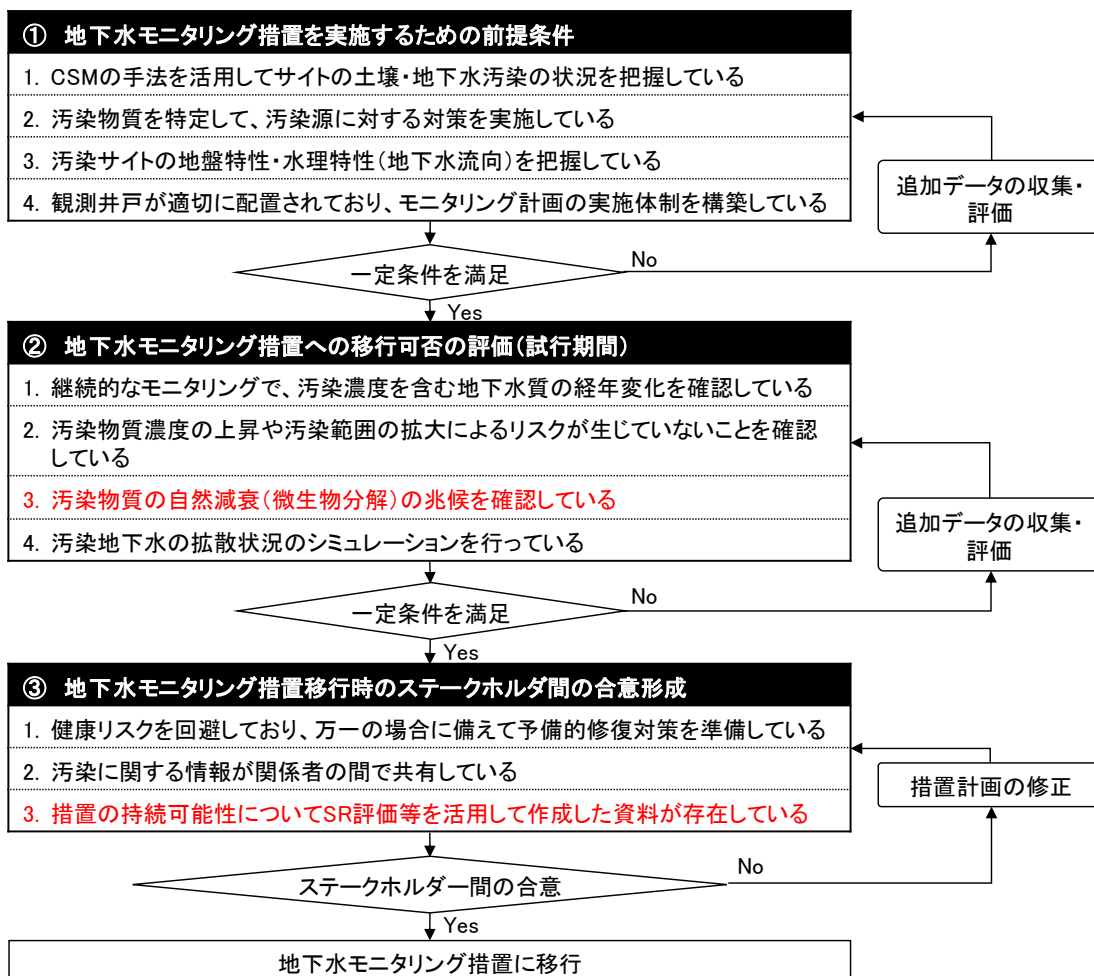 ① 地下水モニタリング措置を実施するための前提条件
1. CSMの手法を活用してサイトの土壌・地下水汚染の状況を把握している
2. 汚染物質を特定して、汚染源に対する対策を実施している
3. 汚染サイトの地盤特性・水理特性(地下水流向)を把握している
4. 観測井戸が適切に配置されており、モニタリング計画の実施体制を構築している
追加データの収集・
評価
一定条件を満足
No
Yes
② 地下水モニタリング措置への移行可否の評価(試行期間)
1. 継続的なモニタリングで、汚染濃度を含む地下水質の経年変化を確認している
2. 汚染物質濃度の上昇や汚染範囲の拡大によるリスクが生じていないことを確認
している
3. 汚染物質の自然減衰(微生物分解)の兆候を確認している
4. 汚染地下水の拡散状況のシミュレーションを行っている
追加データの収集・
評価
一定条件を満足
No
Yes
③ 地下水モニタリング措置移行時のステークホルダ間の合意形成
1. 健康リスクを回避しており、万一の場合に備えて予備的修復対策を準備している
2. 汚染に関する情報が関係者の間で共有している
3. 措置の持続可能性についてSR評価等を活用して作成した資料が存在している
措置計画の修正
ステークホルダー間の合意
No
Yes
地下水モニタリング措置に移行